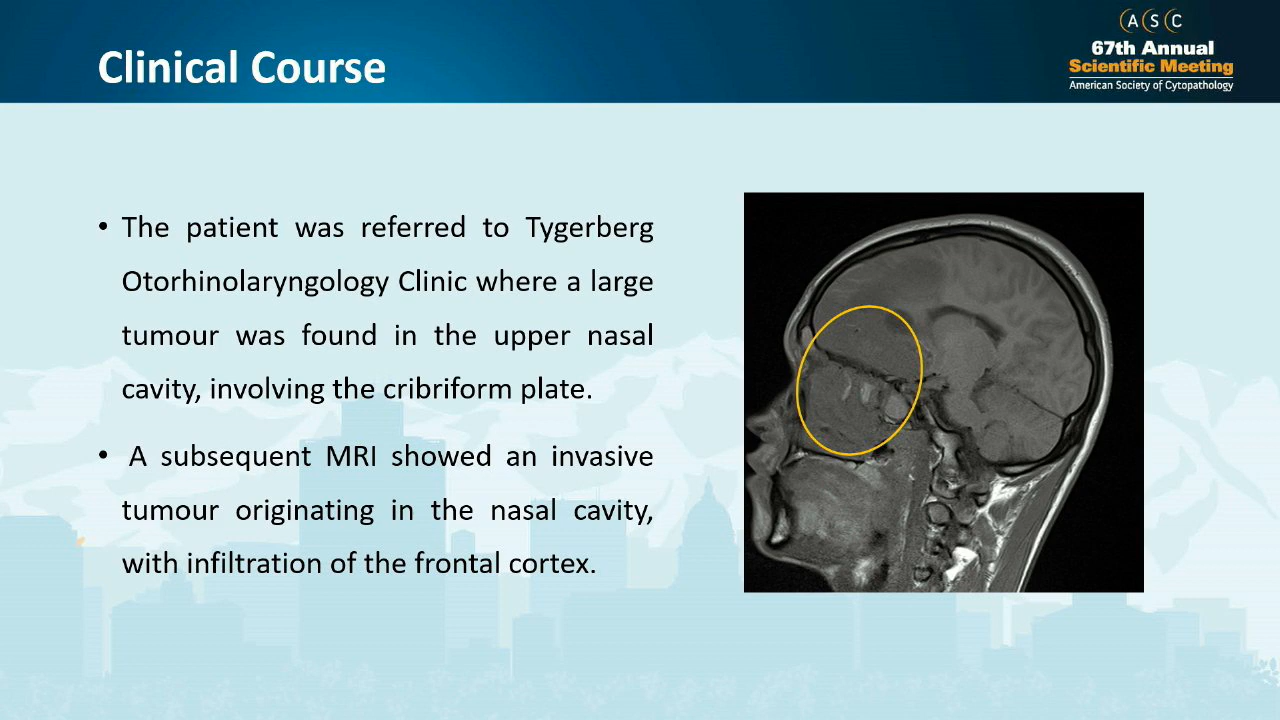 Clinical Course
ASC
67th Annual
Scientific Meeting
American Society of Cytopathology
• The patient was referred to Tygerberg
Otorhinolaryngology Clinic where a large
tumour was found in the upper nasal
cavity, involving the cribriform plate.
• A subsequent MRI showed an invasive
tumour originating in the nasal cavity,
with infiltration of the frontal cortex.